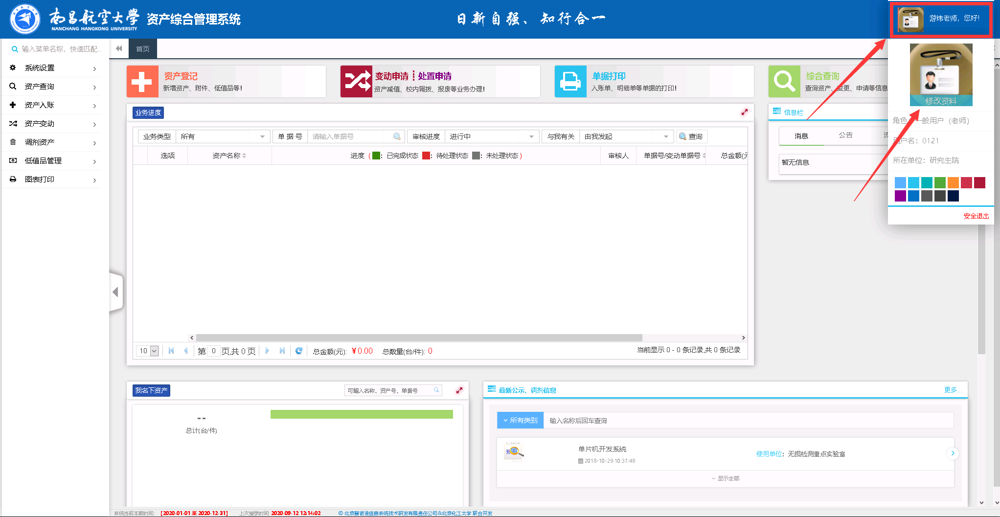 南昌航空大学
NANCHANG HANGKONG UNIVERSITY
资产综合管理系统
日新自强、知行合一
游炜老师，您好!
输入菜单名称，快速匹配...
首页
系统设置
资产查询
资产入账
资产变动
调剂资产
低值品管理
图表打印
资产登记
新增资产、附件、低值品等!
变动申请 处置申请
资产减值、校内调拨、报废等业务办理!
单据打印
入账单、明细单等单据的打印!
综合查询
查询资产、变更、申请等信息
修改资料
角色：一般用户（老师）
用户名：0121
所在单位：研究生院
安全退出
业务进度
业务类型 所有 单 据 号 请输入单据号 审核进度 进行中 与我有关 由我发起 查询
选项 资产名称 进度（ ：已完成状态 ：待处理状态 ：未处理状态） 审核人 单据号/变动单据号 总金额(元
10 第 0 页,共 0 页 总金额(元): ￥0.00 总数量(台/件): 0 当前显示 0 - 0 条记录,共 0 条记录
信息栏
消息 公告 流
暂无信息
我名下资产 可输入名称、资产号、单据号
--
总计(台/件)
最新公示、调剂信息 更多...
所有类别 输入名称后回车查询
无图
单片机开发系统
2018-10-29 10:37:48
使用单位：无损检测重点实验室
显示全部
系统当前本期时间: 【2020-01-01 至 2020-12-31】 上次登录时间: 2020-09-12 12:14:02 © 北京普诺迪信息系统技术研发有限责任公司&北京化工大学 联合开发